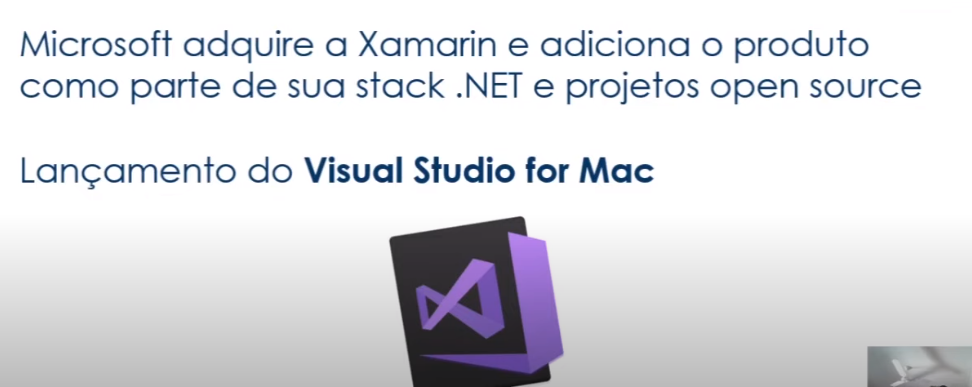 Microsoft adquire a Xamarin e adiciona o produto
como parte de sua stack .NET e projetos open source
Lançamento do Visual Studio for Mac